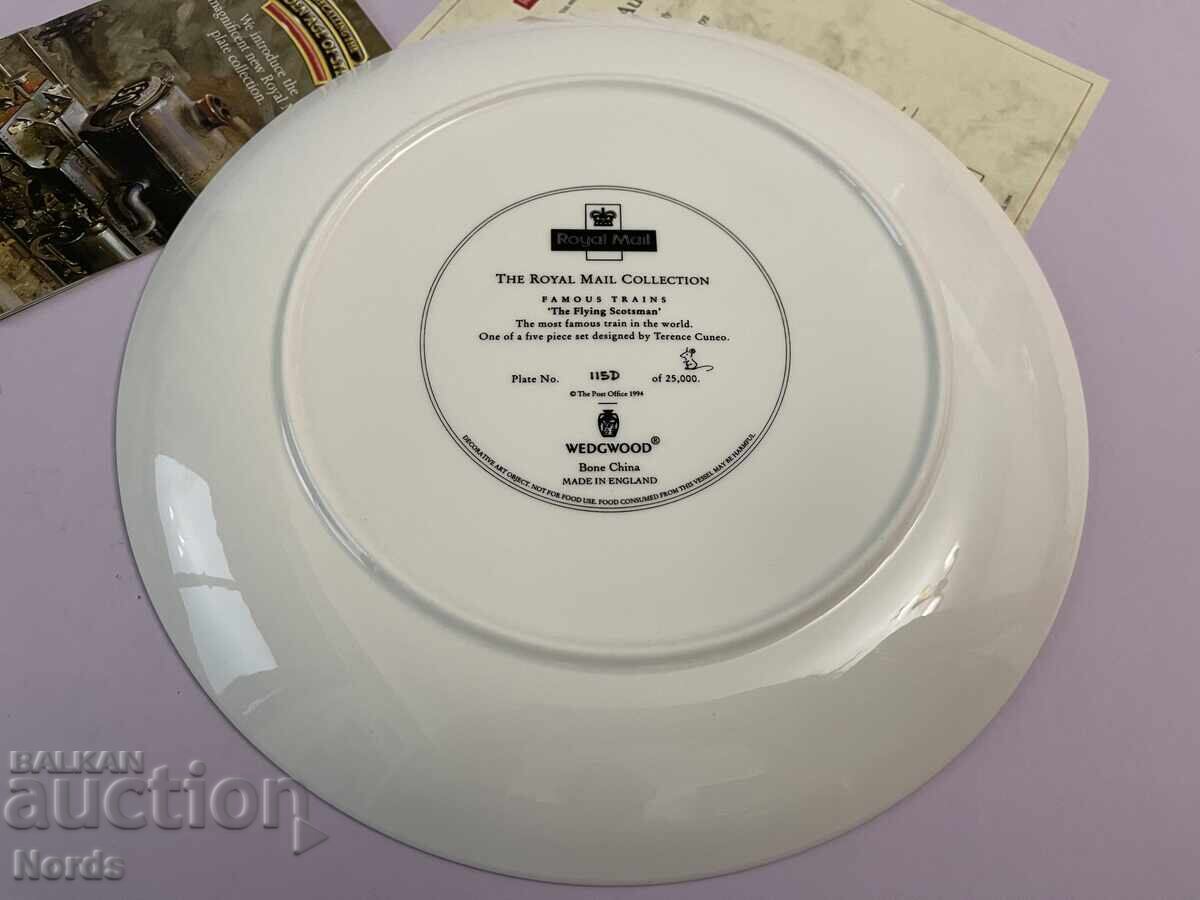 We introduce the
magnificent new Royal
plate collection.
Royal Mail
THE ROYAL MAIL COLLECTION
FAMOUS TRAINS
'The Flying Scotsman'
The most famous train in the world.
One of a five piece set designed by Terence Cuneo.
Plate No. 115D of 25,000.
© The Post Office 1994
WEDGWOOD®
Bone China
MADE IN ENGLAND
DECORATIVE ART OBJECT. NOT FOR FOOD USE. FOOD CONSUMED FROM THIS VESSEL MAY BE HARMFUL.
BALKAN
auction
Nords